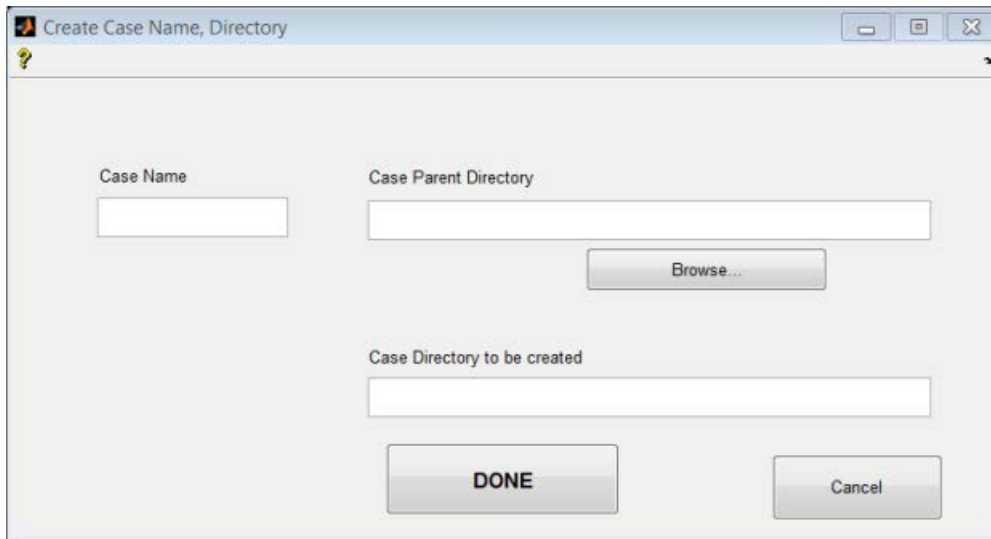 Create Case Name, Directory
?
Case Name
Case Parent Directory
Browse...
Case Directory to be created
DONE
Cancel